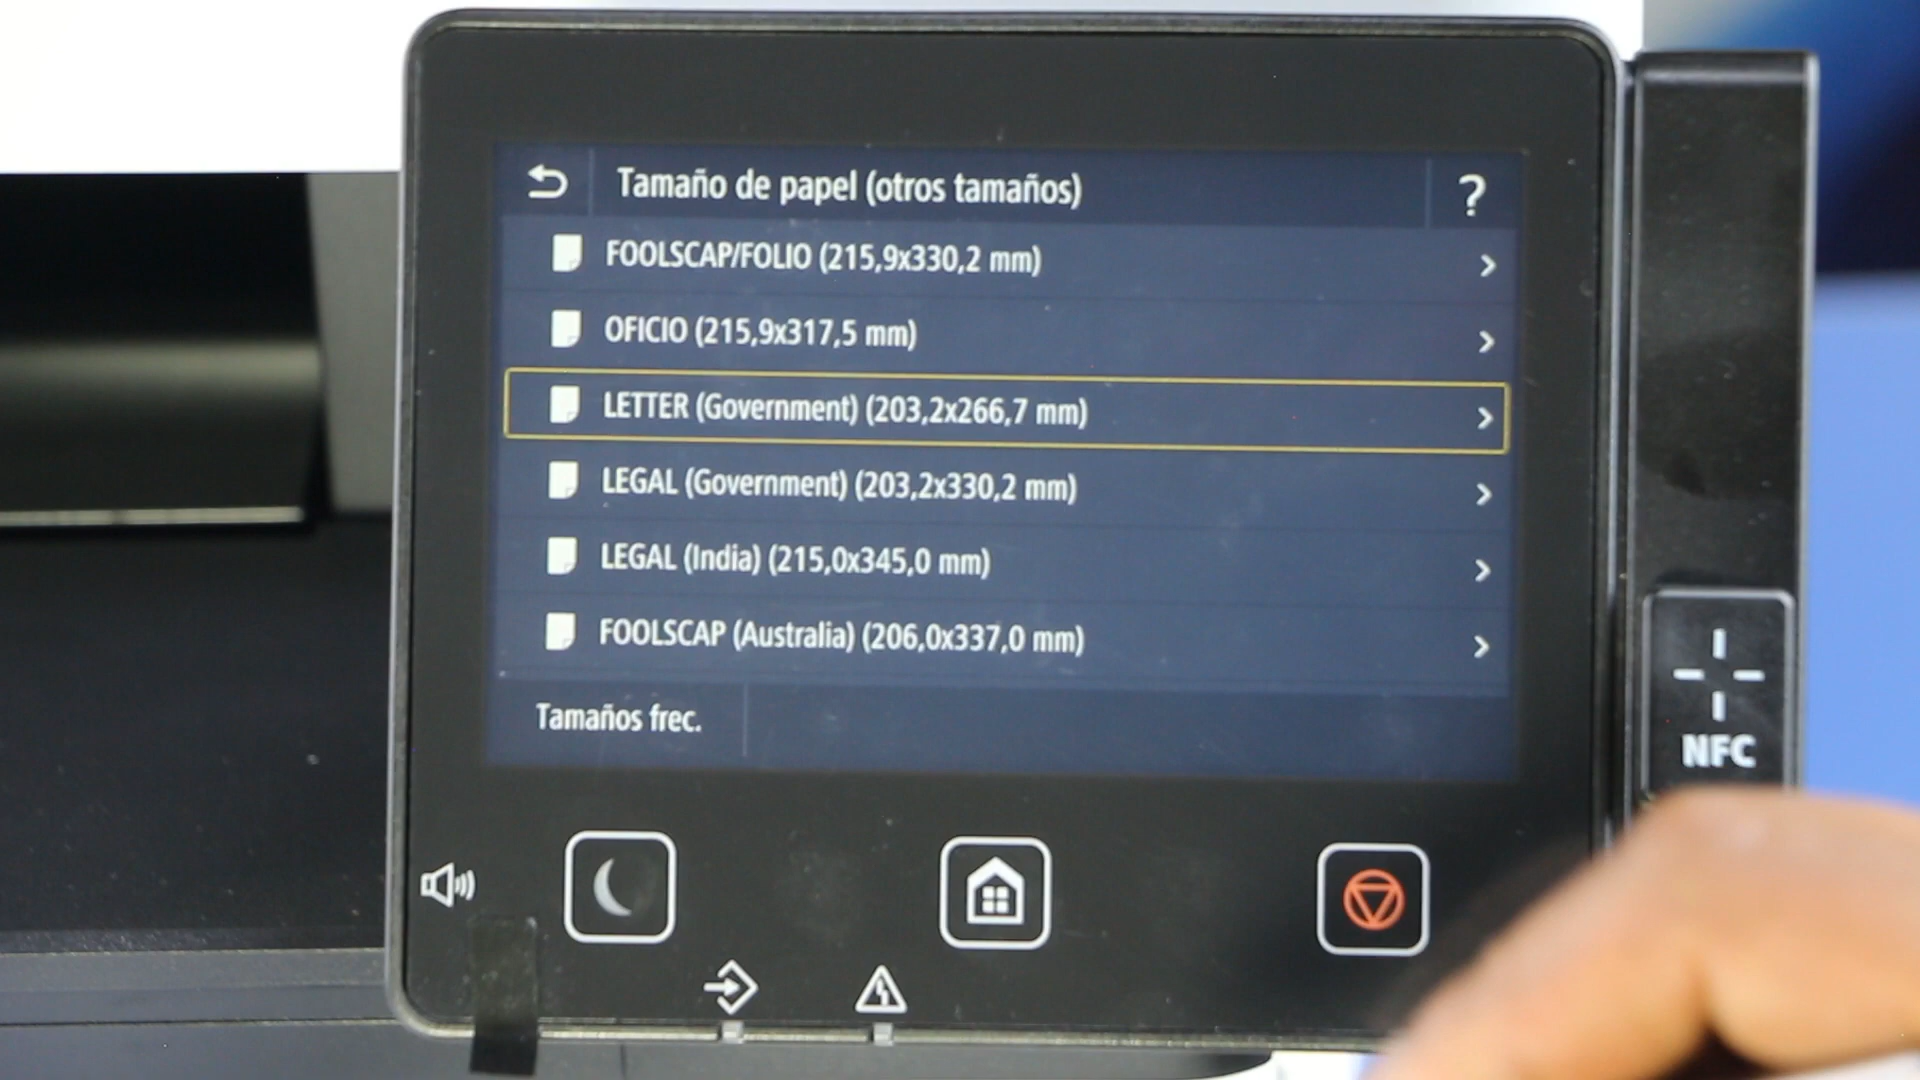 Tamaño de papel (otros tamaños)
?
FOOLSCAP/FOLIO (215,9x330,2 mm)
OFICIO (215,9x317,5 mm)
LETTER (Government) (203,2x266,7 mm)
LEGAL (Government) (203,2x330,2 mm)
LEGAL (India) (215,0x345,0 mm)
FOOLSCAP (Australia) (206,0x337,0 mm)
Tamaños frec.
NFC